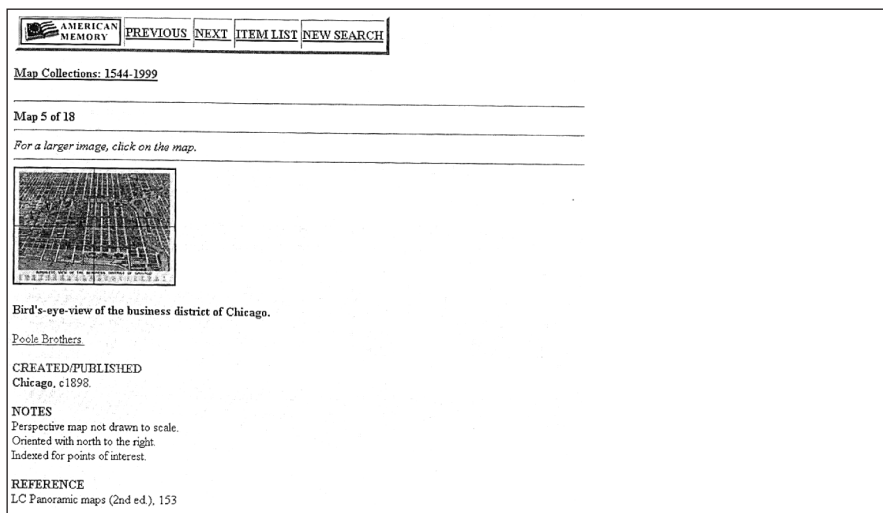 AMERICAN
MEMORY
PREVIOUS NEXT ITEM LIST NEW SEARCH
Map Collections: 1544-1999
Map 5 of 18
For a larger image, click on the map.
Bird's-eye-view of the business district of Chicago.
Poole Brothers.
CREATED/PUBLISHED
Chicago, c1898.
NOTES
Perspective map not drawn to scale.
Oriented with north to the right.
Indexed for points of interest.
REFERENCE
LC Panoramic maps (2nd ed.), 153